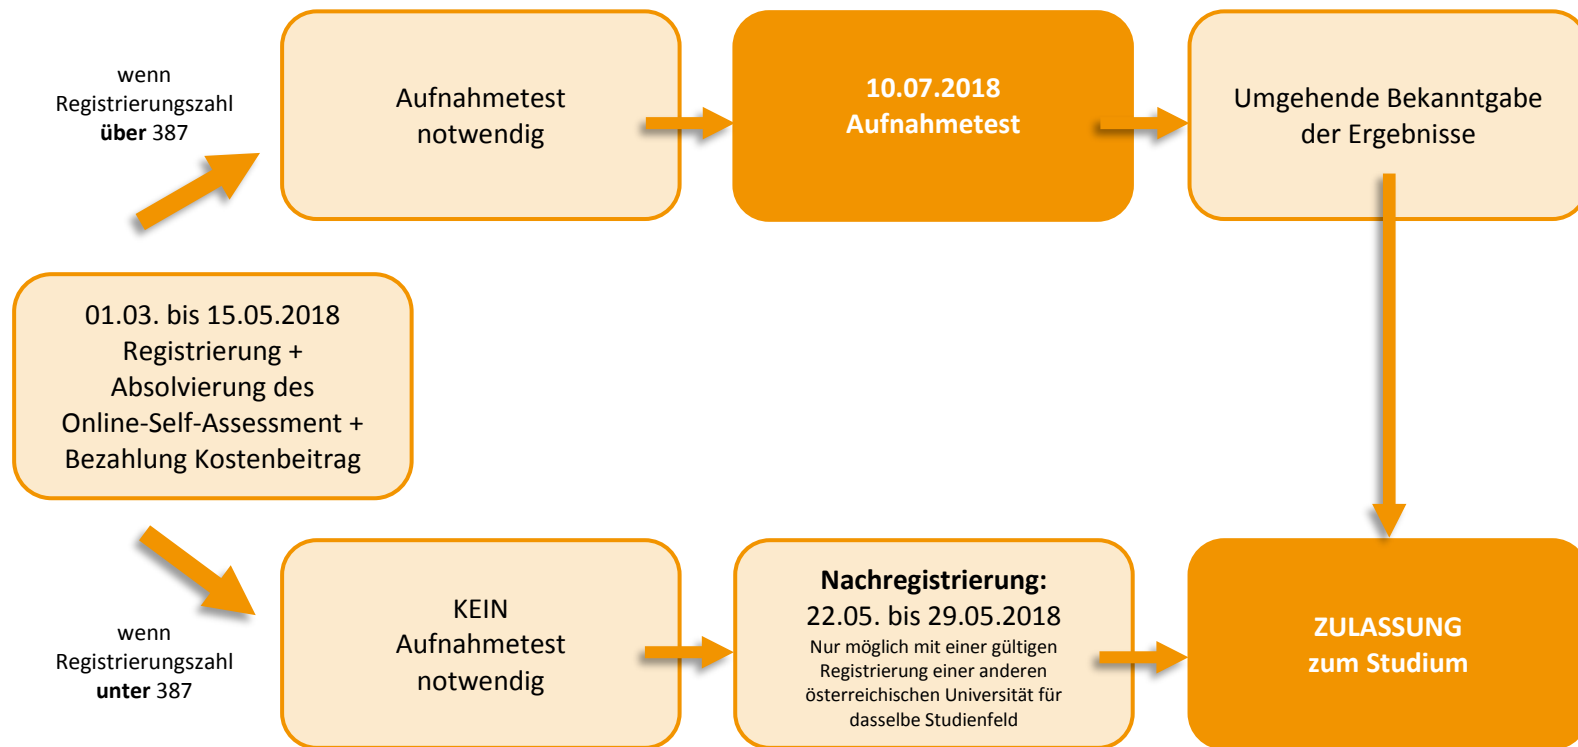 wenn
Registrierungszahl
über 387
Aufnahmetest
notwendig
10.07.2018
Aufnahmetest
Umgehende Bekanntgabe
der Ergebnisse
01.03. bis 15.05.2018
Registrierung +
Absolvierung des
Online-Self-Assessment +
Bezahlung Kostenbeitrag
wenn
Registrierungszahl
unter 387
KEIN
Aufnahmetest
notwendig
Nachregistrierung:
22.05. bis 29.05.2018
Nur möglich mit einer gültigen
Registrierung einer anderen
österreichischen Universität für
dasselbe Studienfeld
ZULASSUNG
zum Studium